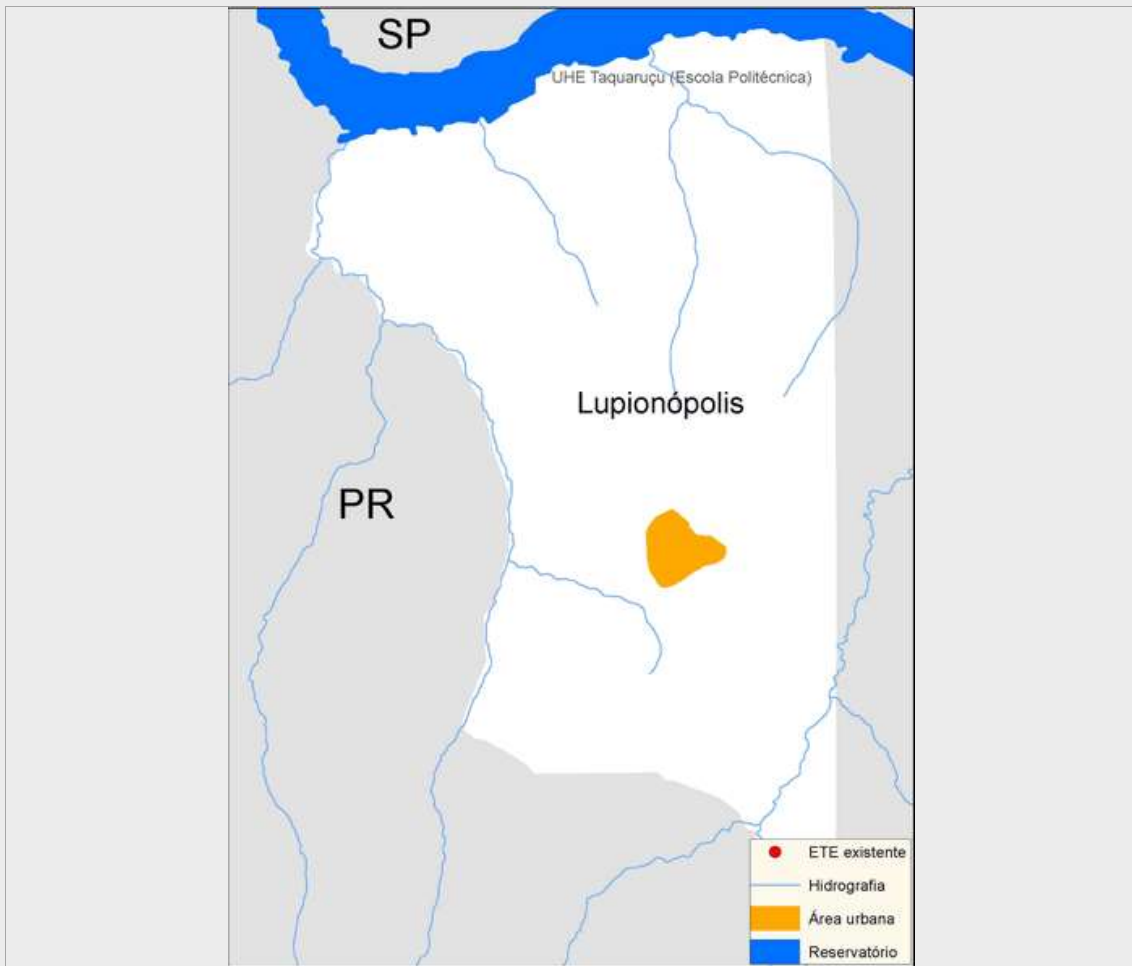 SP
UHE Taquaruçu (Escola Politécnica)
Lupionópolis
PR
ETE existente
Hidrografia
Área urbana
Reservatório